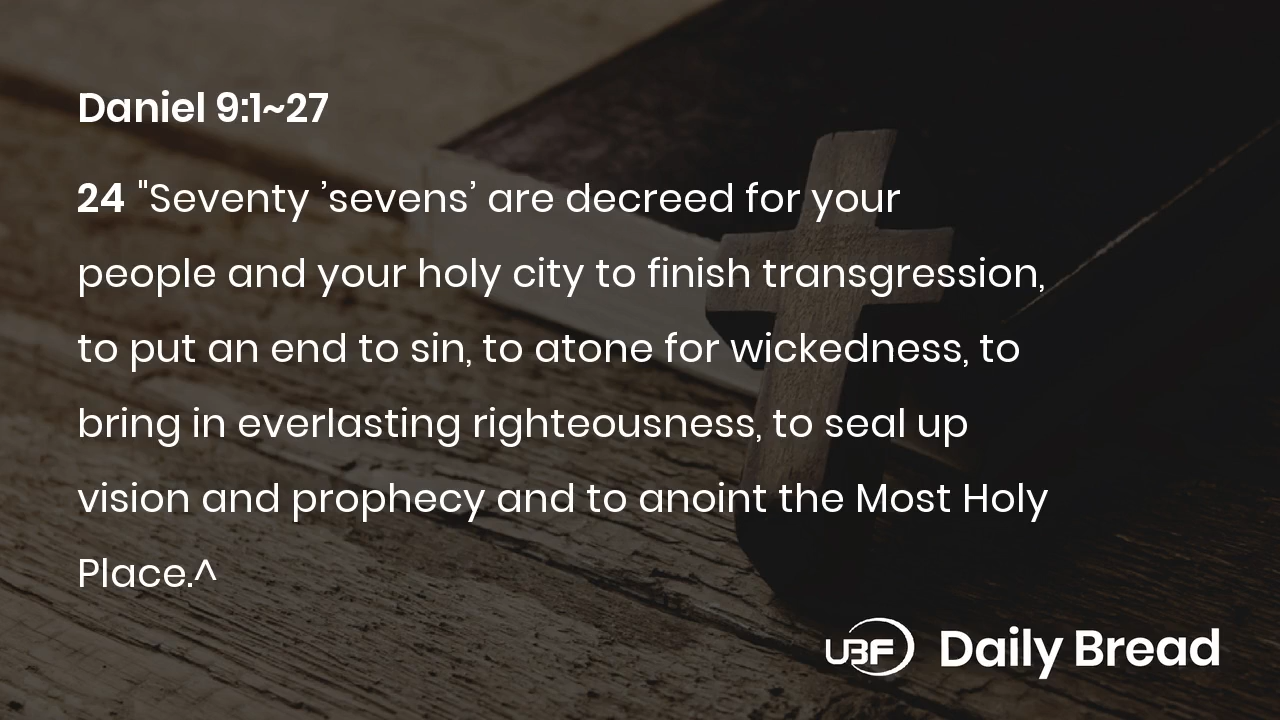 Daniel 9:1~27
24 "Seventy ’sevens’ are decreed for your
people and your holy city to finish transgression,
to put an end to sin, to atone for wickedness, to
bring in everlasting righteousness, to seal up
vision and prophecy and to anoint the Most Holy
Place.^
UBF Daily Bread